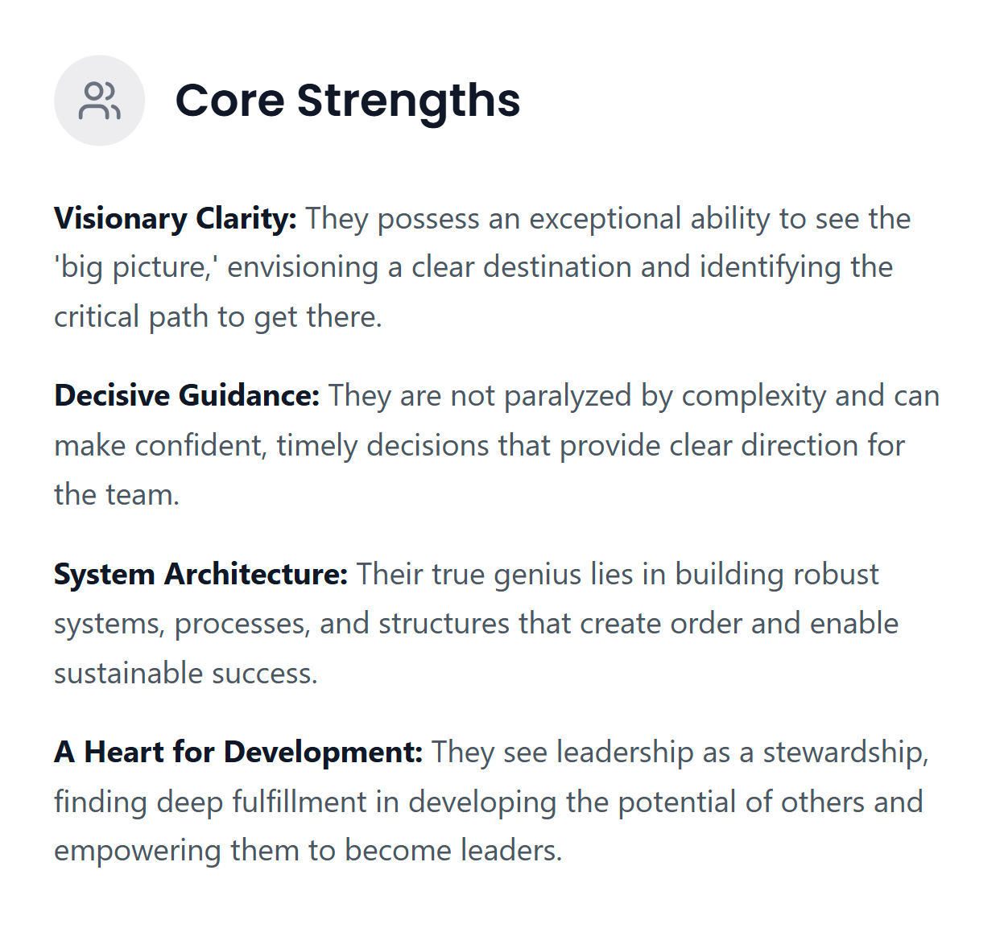 Core Strengths
Visionary Clarity: They possess an exceptional ability to see the
'big picture,' envisioning a clear destination and identifying the
critical path to get there.
Decisive Guidance: They are not paralyzed by complexity and can
make confident, timely decisions that provide clear direction for
the team.
System Architecture: Their true genius lies in building robust
systems, processes, and structures that create order and enable
sustainable success.
A Heart for Development: They see leadership as a stewardship,
finding deep fulfillment in developing the potential of others and
empowering them to become leaders.